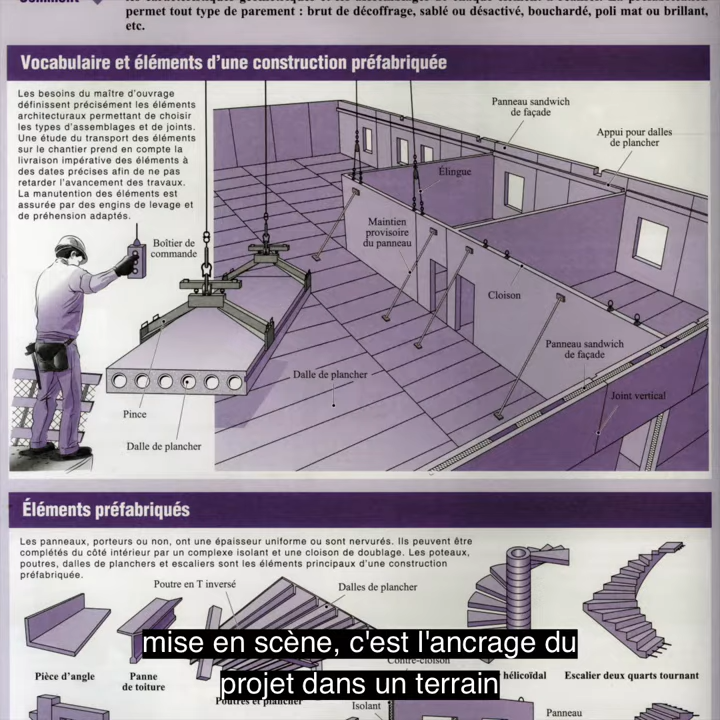 permet tout type de parement : brut de décoffrage, sablé ou désactivé, bouchardé, poli mat ou brillant,
etc.
Vocabulaire et éléments d'une construction préfabriquée
Les besoins du maître d'ouvrage
définissent précisément les éléments
architecturaux permettant de choisir
les types d'assemblages et de joints.
Une étude du transport des éléments
sur le chantier prend en compte la
livraison impérative des éléments à
des dates précises afin de ne pas
retarder l'avancement des travaux.
La manutention des éléments est
assurée par des engins de levage et
de préhension adaptés.
Boîtier de
commande
Panneau sandwich
de façade
Appui pour dalles
de plancher
Élingue
Maintien
provisoire
du panneau
Cloison
Panneau sandwich
de façade
Joint vertical
Dalle de plancher
Pince
Dalle de plancher
Éléments préfabriqués
Les panneaux, porteurs ou non, ont une épaisseur uniforme ou sont nervurés. Ils peuvent être
complétés du côté intérieur par un complexe isolant et une cloison de doublage. Les poteaux,
poutres, dalles de planchers et escaliers sont les éléments principaux d'une construction
préfabriquée.
Poutre en T inversé
Dalles de plancher
mise en scène, c'est l'ancrage du
projet dans un terrain
Contre-cloison
Pièce d'angle
Panne
de toiture
Poutres et plancher
hélicoïdal
Escalier deux quarts tournant
Isolant
Panneau